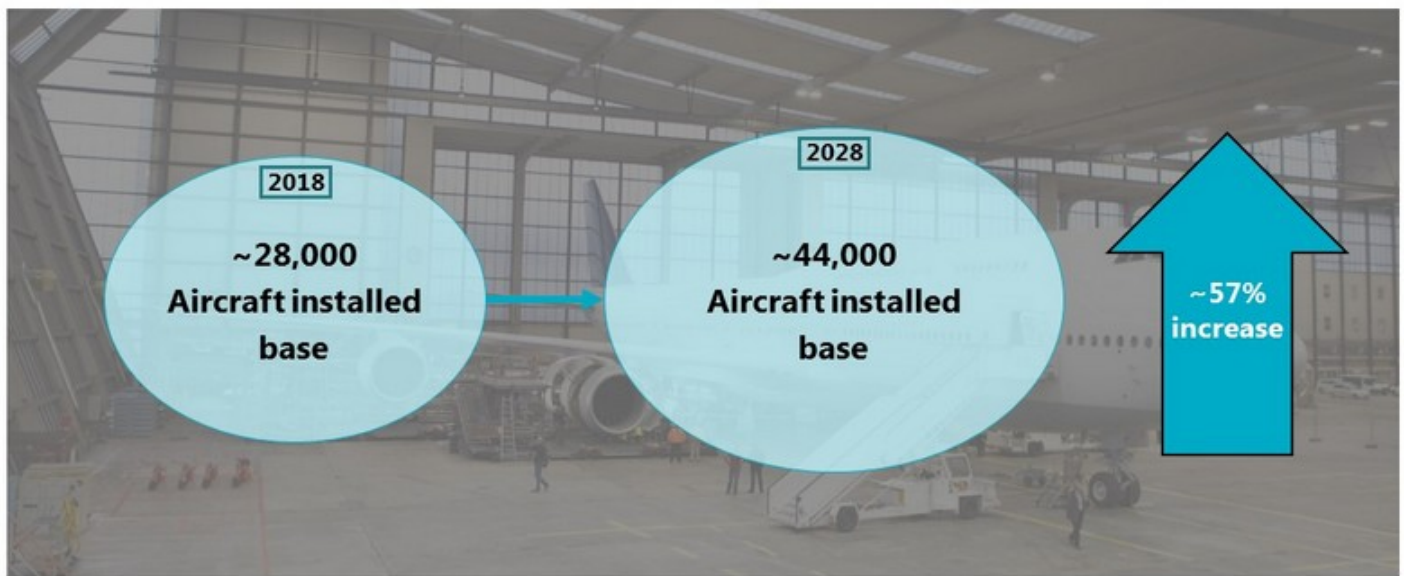 2018
~28,000
Aircraft installed
base
2028
~44,000
Aircraft installed
base
~57%
increase